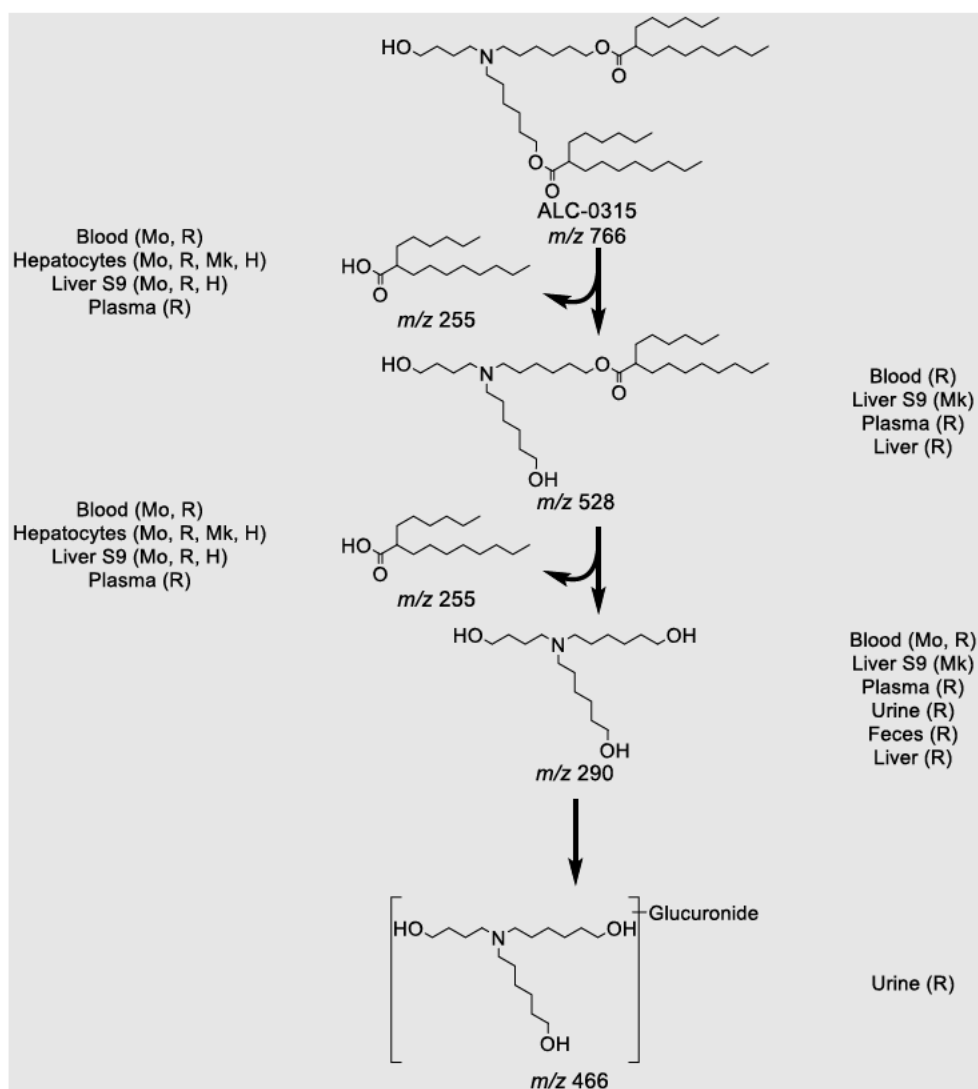 HO
N
O
O
O
O
ALC-0315
m/z 766
Blood (Mo, R)
Hepatocytes (Mo, R, Mk, H)
Liver S9 (Mo, R, H)
Plasma (R)
HO
O
m/z 255
HO
N
O
O
OH
m/z 528
Blood (R)
Liver S9 (Mk)
Plasma (R)
Liver (R)
Blood (Mo, R)
Hepatocytes (Mo, R, Mk, H)
Liver S9 (Mo, R, H)
Plasma (R)
HO
O
m/z 255
HO
N
OH
OH
m/z 290
Blood (Mo, R)
Liver S9 (Mk)
Plasma (R)
Urine (R)
Feces (R)
Liver (R)
Glucuronide
HO
N
OH
OH
m/z 466
Urine (R)